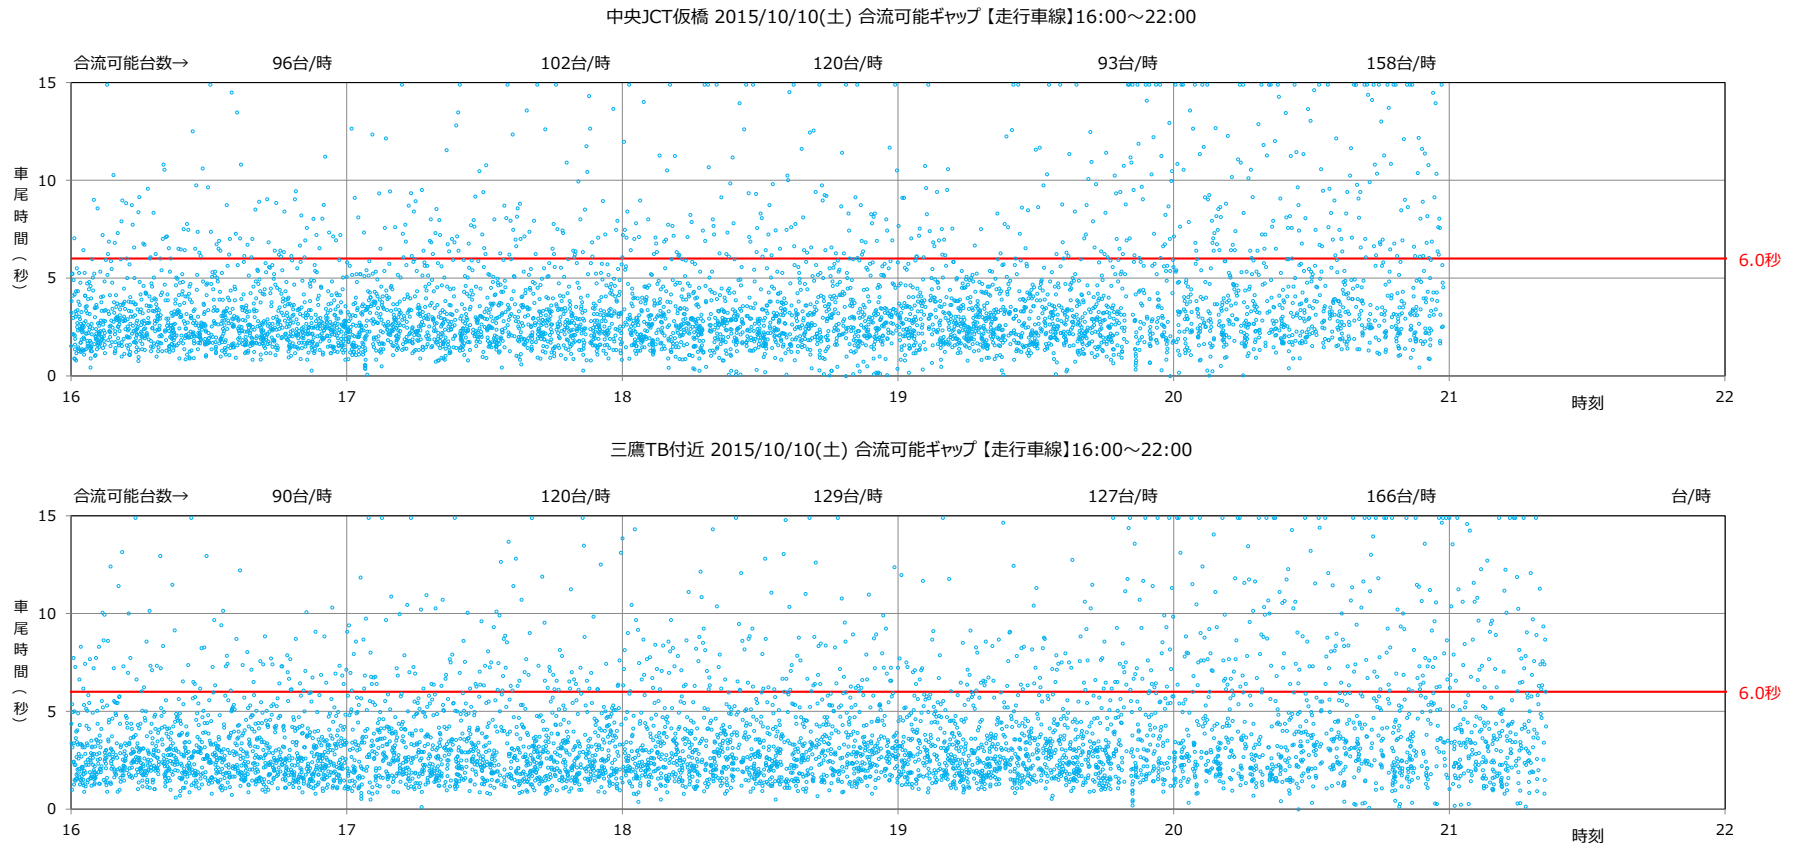 中央JCT仮橋 2015/10/10(土) 合流可能ギャップ【走行車線】16:00～22:00
合流可能台数→ 96台/時 102台/時 120台/時 93台/時 158台/時
15
10
5
0
車尾時間(秒)
6.0秒
16 17 18 19 20 21 22
時刻
三鷹TB付近 2015/10/10(土) 合流可能ギャップ【走行車線】16:00～22:00
合流可能台数→ 90台/時 120台/時 129台/時 127台/時 166台/時 台/時
15
10
5
0
車尾時間(秒)
6.0秒
16 17 18 19 20 21 22
時刻